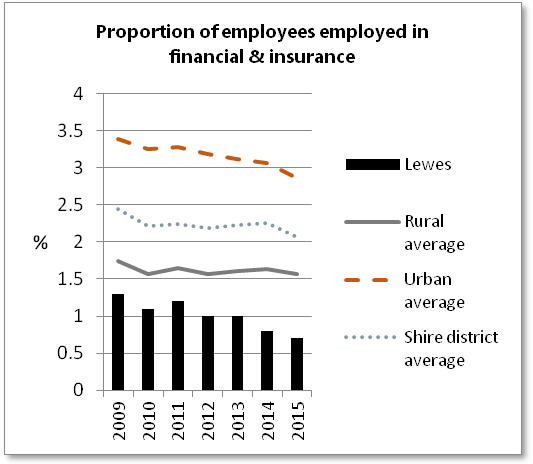 Proportion of employees employed in
financial & insurance
4
3.5
3
2.5
2
1.5
1
0.5
0
%
2009
2010
2011
2012
2013
2014
2015
Lewes
Rural
average
Urban
average
Shire district
average